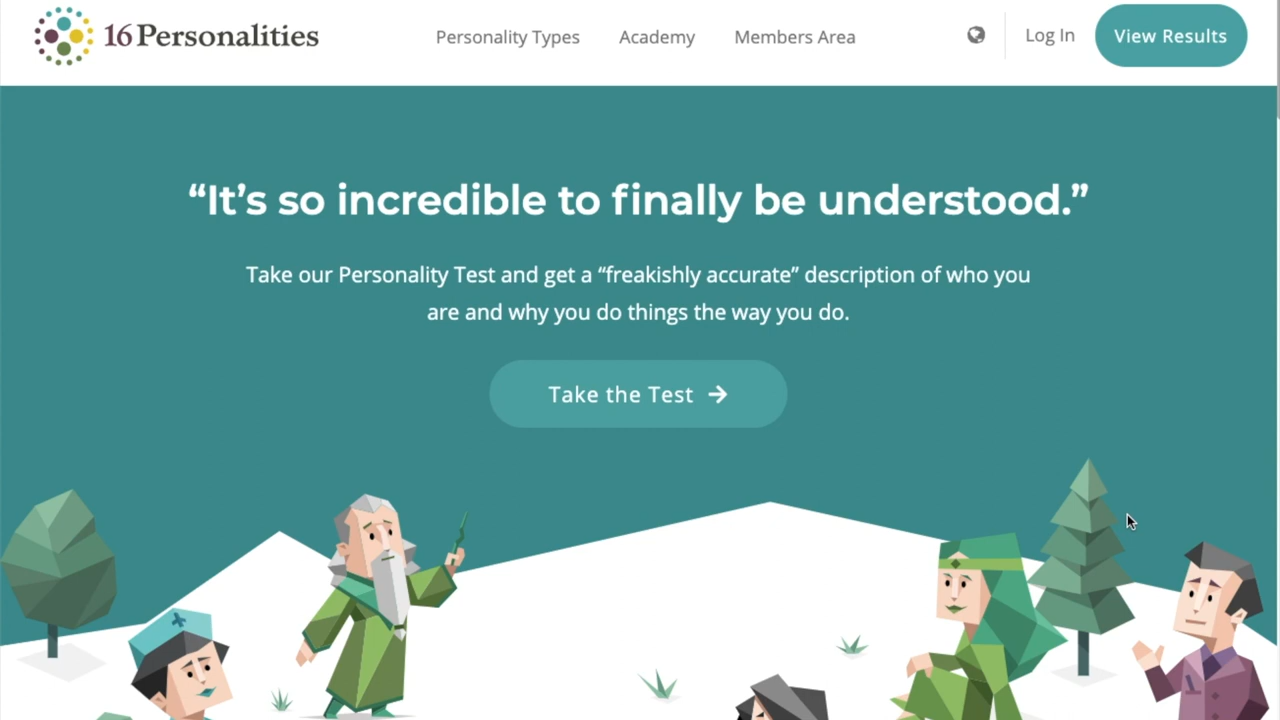 16Personalities
Personality Types
Academy
Members Area
Log In
View Results
“It’s so incredible to finally be understood.”
Take our Personality Test and get a “freakishly accurate” description of who you
are and why you do things the way you do.
Take the Test